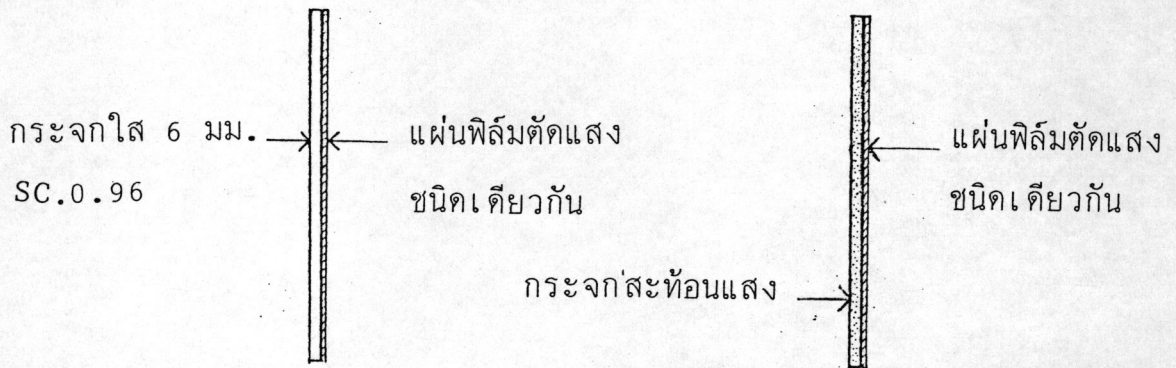 กระจกใส 6 มม.
SC.0.96
แผ่นฟิล์มตัดแสง
ชนิดเดียวกัน
กระจกสะท้อนแสง
แผ่นฟิล์มตัดแสง
ชนิดเดียวกัน